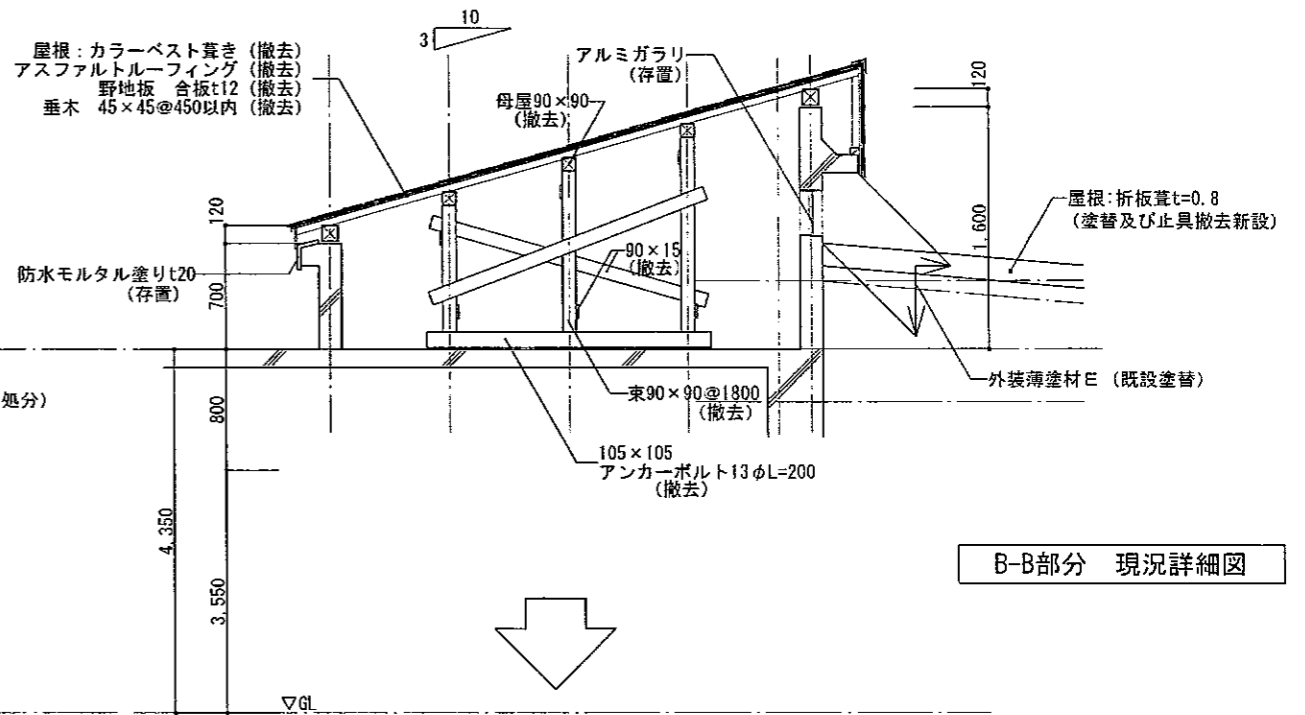 10
3
屋根：カラーベスト葺き（撤去）
アスファルトルーフィング（撤去）
野地板　合板t12（撤去）
垂木　45×45@450以内（撤去）
アルミガラリ
（存置）
母屋90×90
（撤去）
120
屋根：折板葺t=0.8
（塗替及び止具撤去新設）
1,600
120
90×15
（撤去）
防水モルタル塗りt20
（存置）
700
外装薄塗材E（既設塗替）
処分）
800
束90×90@1800
（撤去）
105×105
アンカーボルト13φL=200
（撤去）
4,350
B-B部分　現況詳細図
3,550
▽GL